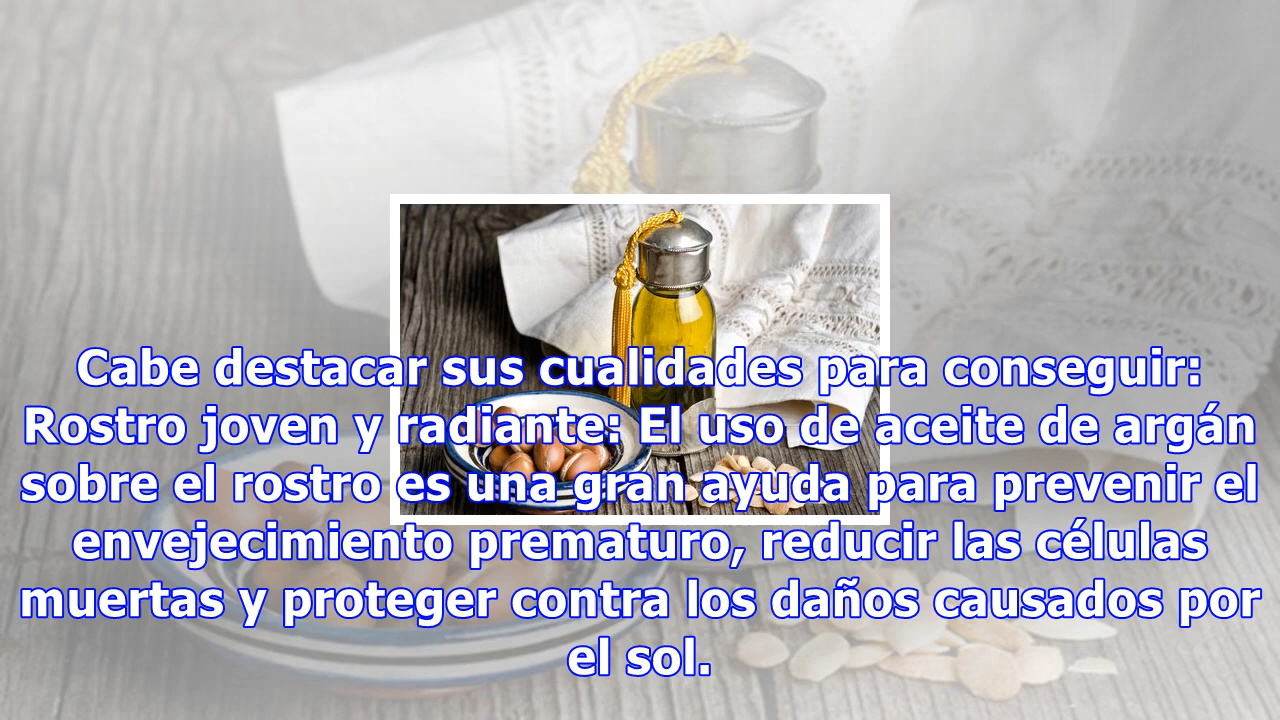 Cabe destacar sus cualidades para conseguir:
Rostro joven y radiante: El uso de aceite de argán
sobre el rostro es una gran ayuda para prevenir el
envejecimiento prematuro, reducir las células
muertas y proteger contra los daños causados por
el sol.